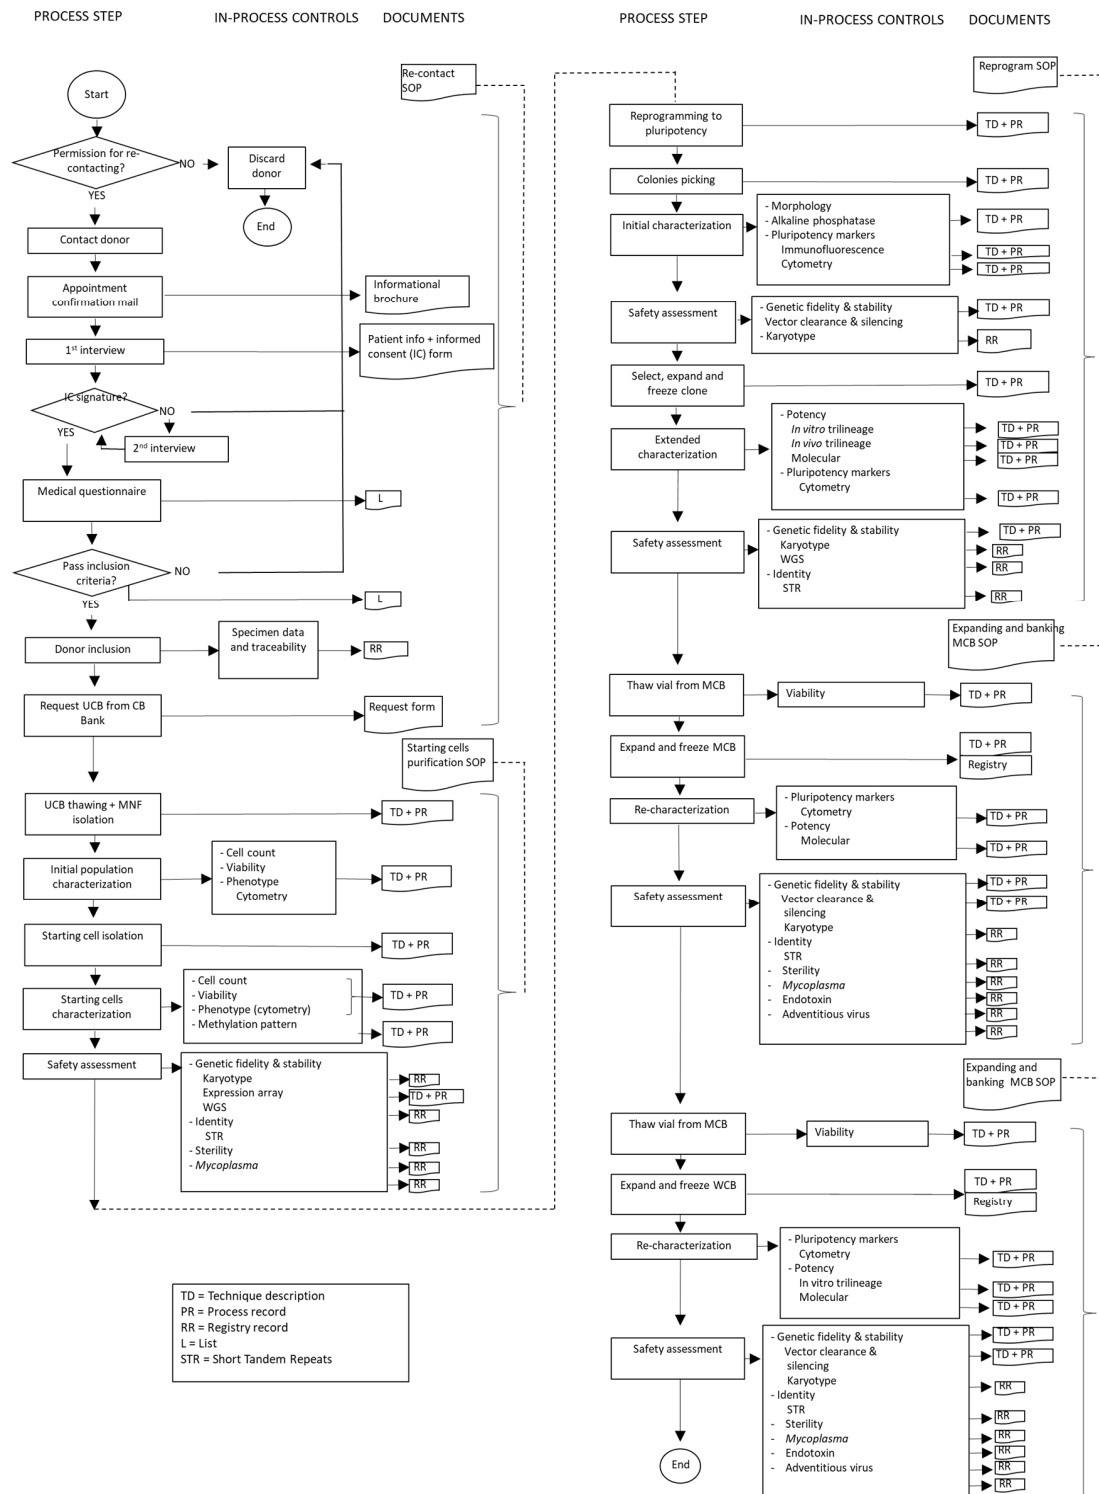 PROCESS STEP
IN-PROCESS CONTROLS
DOCUMENTS
Re-contact
SOP
Start
Permission for re-
contacting?
NO
Discard
donor
YES
End
Contact donor
Appointment
confirmation mail
Informational
brochure
1st interview
Patient info + informed
consent (IC) form
IC signature?
NO
YES
2nd interview
Medical questionnaire
L
Pass inclusion
criteria?
NO
YES
L
Donor inclusion
Specimen data
and traceability
RR
Request UCB from CB
Bank
Request form
Starting cells
purification SOP
UCB thawing + MNF
isolation
TD + PR
Initial population
characterization
- Cell count
- Viability
- Phenotype
Cytometry
TD + PR
Starting cell isolation
TD + PR
Starting cells
characterization
- Cell count
- Viability
- Phenotype (cytometry)
- Methylation pattern
TD + PR
TD + PR
Safety assessment
- Genetic fidelity & stability
Karyotype
Expression array
WGS
- Identity
STR
- Sterility
- Mycoplasma
RR
TD + PR
RR
RR
RR
RR
TD = Technique description
PR = Process record
RR = Registry record
L = List
STR = Short Tandem Repeats
PROCESS STEP
IN-PROCESS CONTROLS
DOCUMENTS
Reprogram SOP
Reprogramming to
pluripotency
TD + PR
Colonies picking
TD + PR
Initial characterization
- Morphology
- Alkaline phosphatase
- Pluripotency markers
Immunofluorescence
Cytometry
TD + PR
TD + PR
TD + PR
Safety assessment
- Genetic fidelity & stability
Vector clearance & silencing
- Karyotype
TD + PR
RR
Select, expand and
freeze clone
TD + PR
Extended
characterization
- Potency
In vitro trilineage
In vivo trilineage
Molecular
- Pluripotency markers
Cytometry
TD + PR
TD + PR
TD + PR
TD + PR
Safety assessment
- Genetic fidelity & stability
Karyotype
WGS
- Identity
STR
TD + PR
RR
RR
RR
Expanding and banking
MCB SOP
Thaw vial from MCB
Viability
TD + PR
Expand and freeze MCB
TD + PR
Registry
Re-characterization
- Pluripotency markers
Cytometry
- Potency
Molecular
TD + PR
TD + PR
Safety assessment
- Genetic fidelity & stability
Vector clearance &
silencing
Karyotype
- Identity
STR
- Sterility
- Mycoplasma
- Endotoxin
- Adventitious virus
TD + PR
TD + PR
RR
RR
RR
RR
RR
RR
Expanding and
banking MCB SOP
Thaw vial from MCB
Viability
TD + PR
Expand and freeze WCB
TD + PR
Registry
Re-characterization
- Pluripotency markers
Cytometry
- Potency
In vitro trilineage
Molecular
TD + PR
TD + PR
TD + PR
Safety assessment
- Genetic fidelity & stability
Vector clearance &
silencing
Karyotype
- Identity
STR
- Sterility
- Mycoplasma
- Endotoxin
- Adventitious virus
TD + PR
TD + PR
RR
RR
RR
RR
RR
RR
End